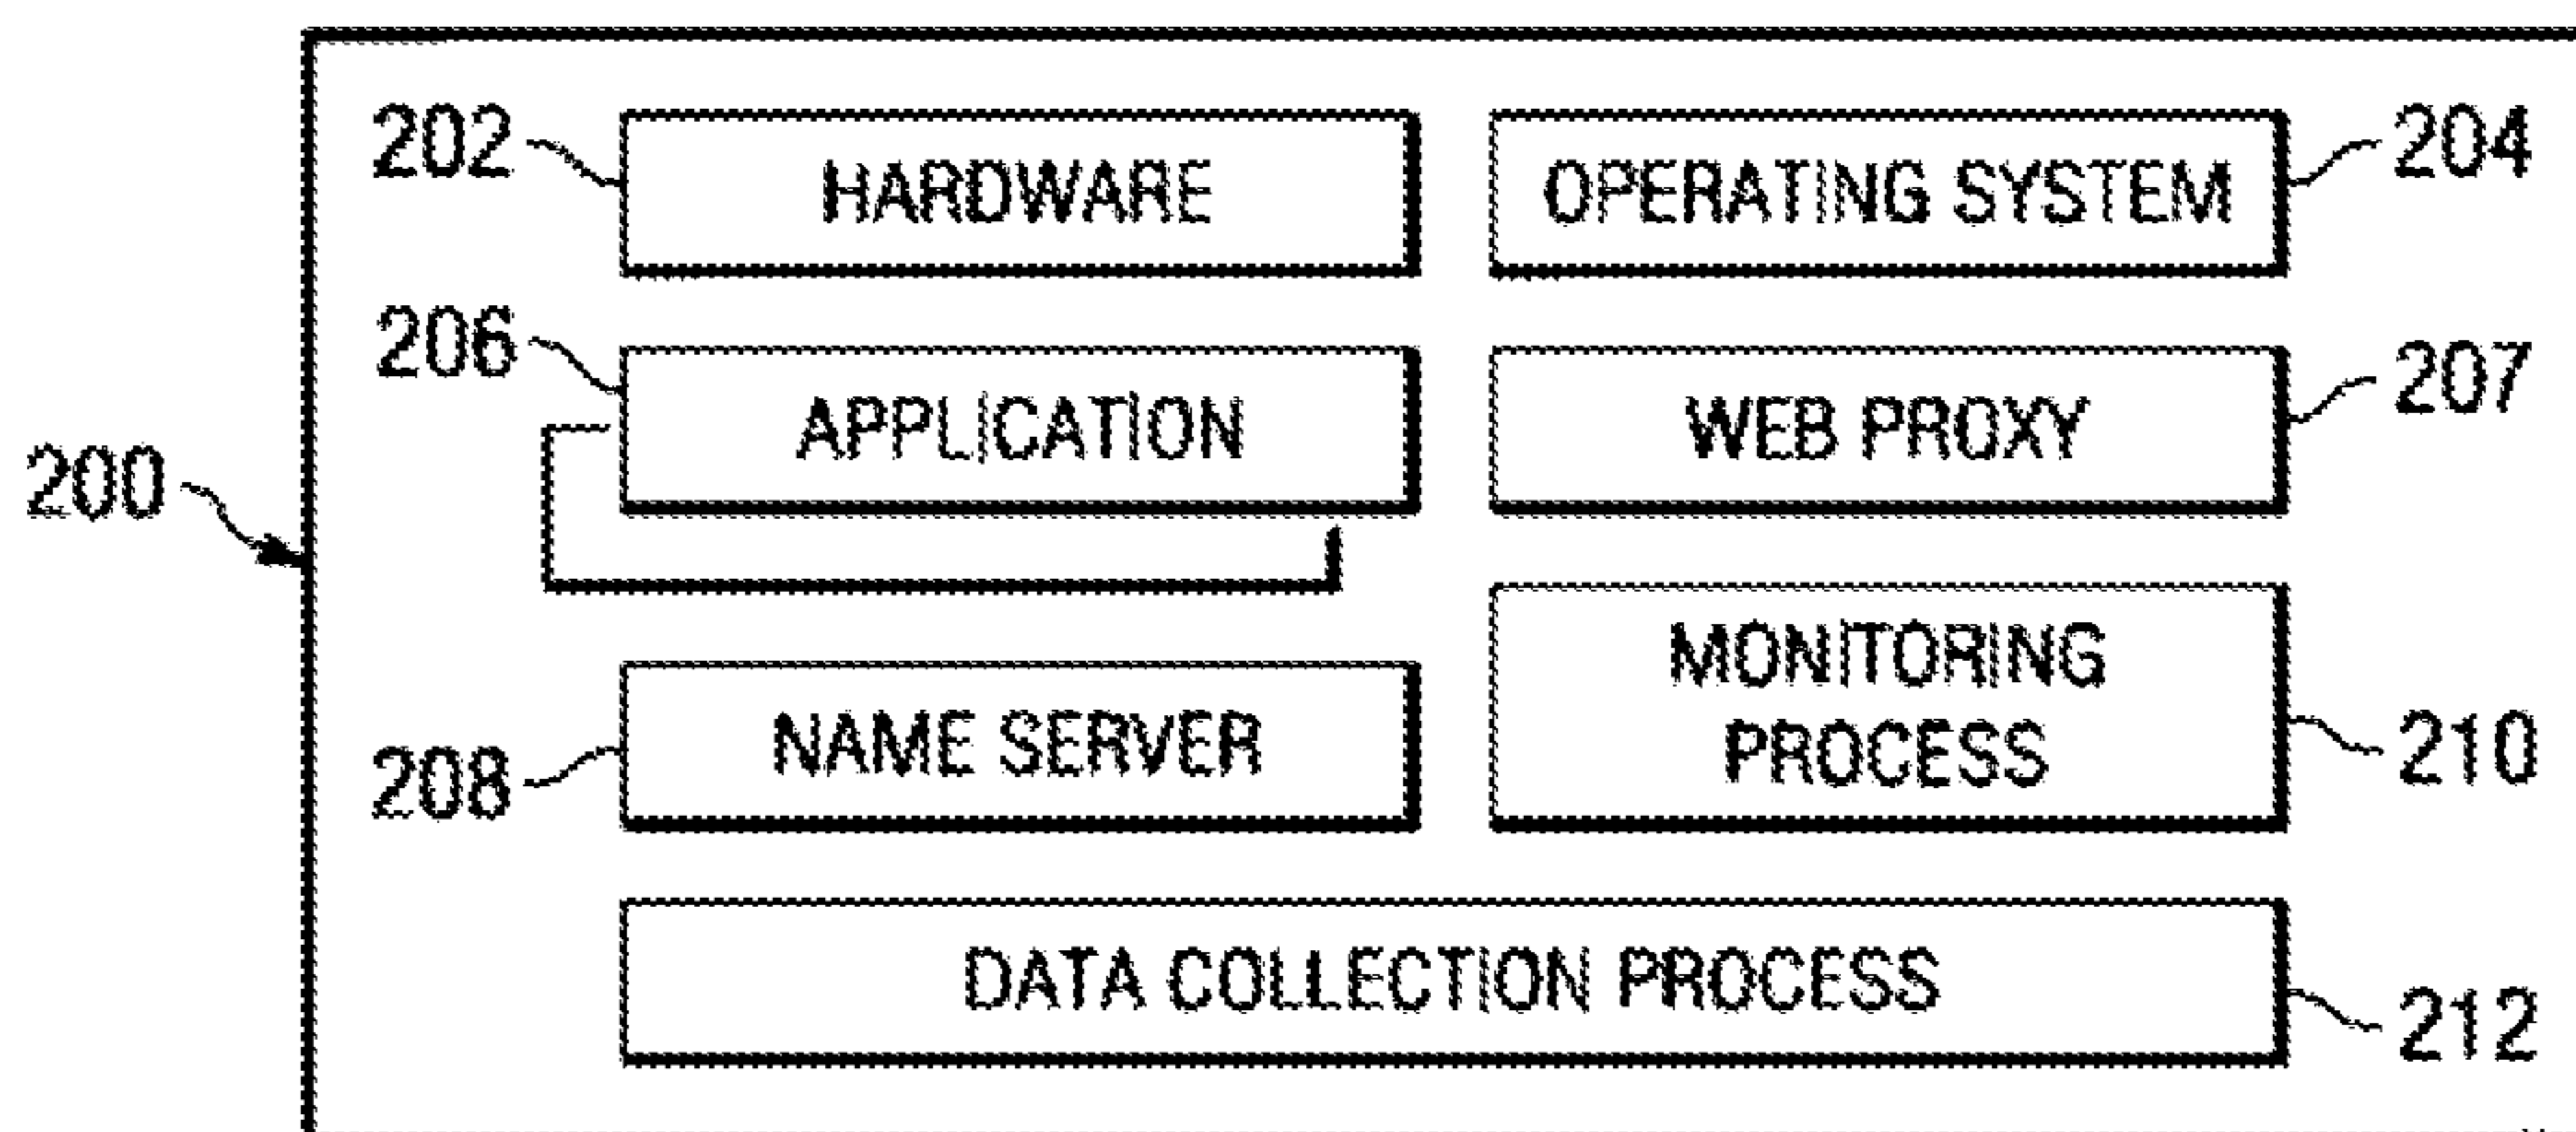 202 HARDWARE OPERATING SYSTEM 204
206 APPLICATION WEB PROXY 207
200
MONITORING
208 NAME SERVER PROCESS 210
DATA COLLECTION PROCESS 212